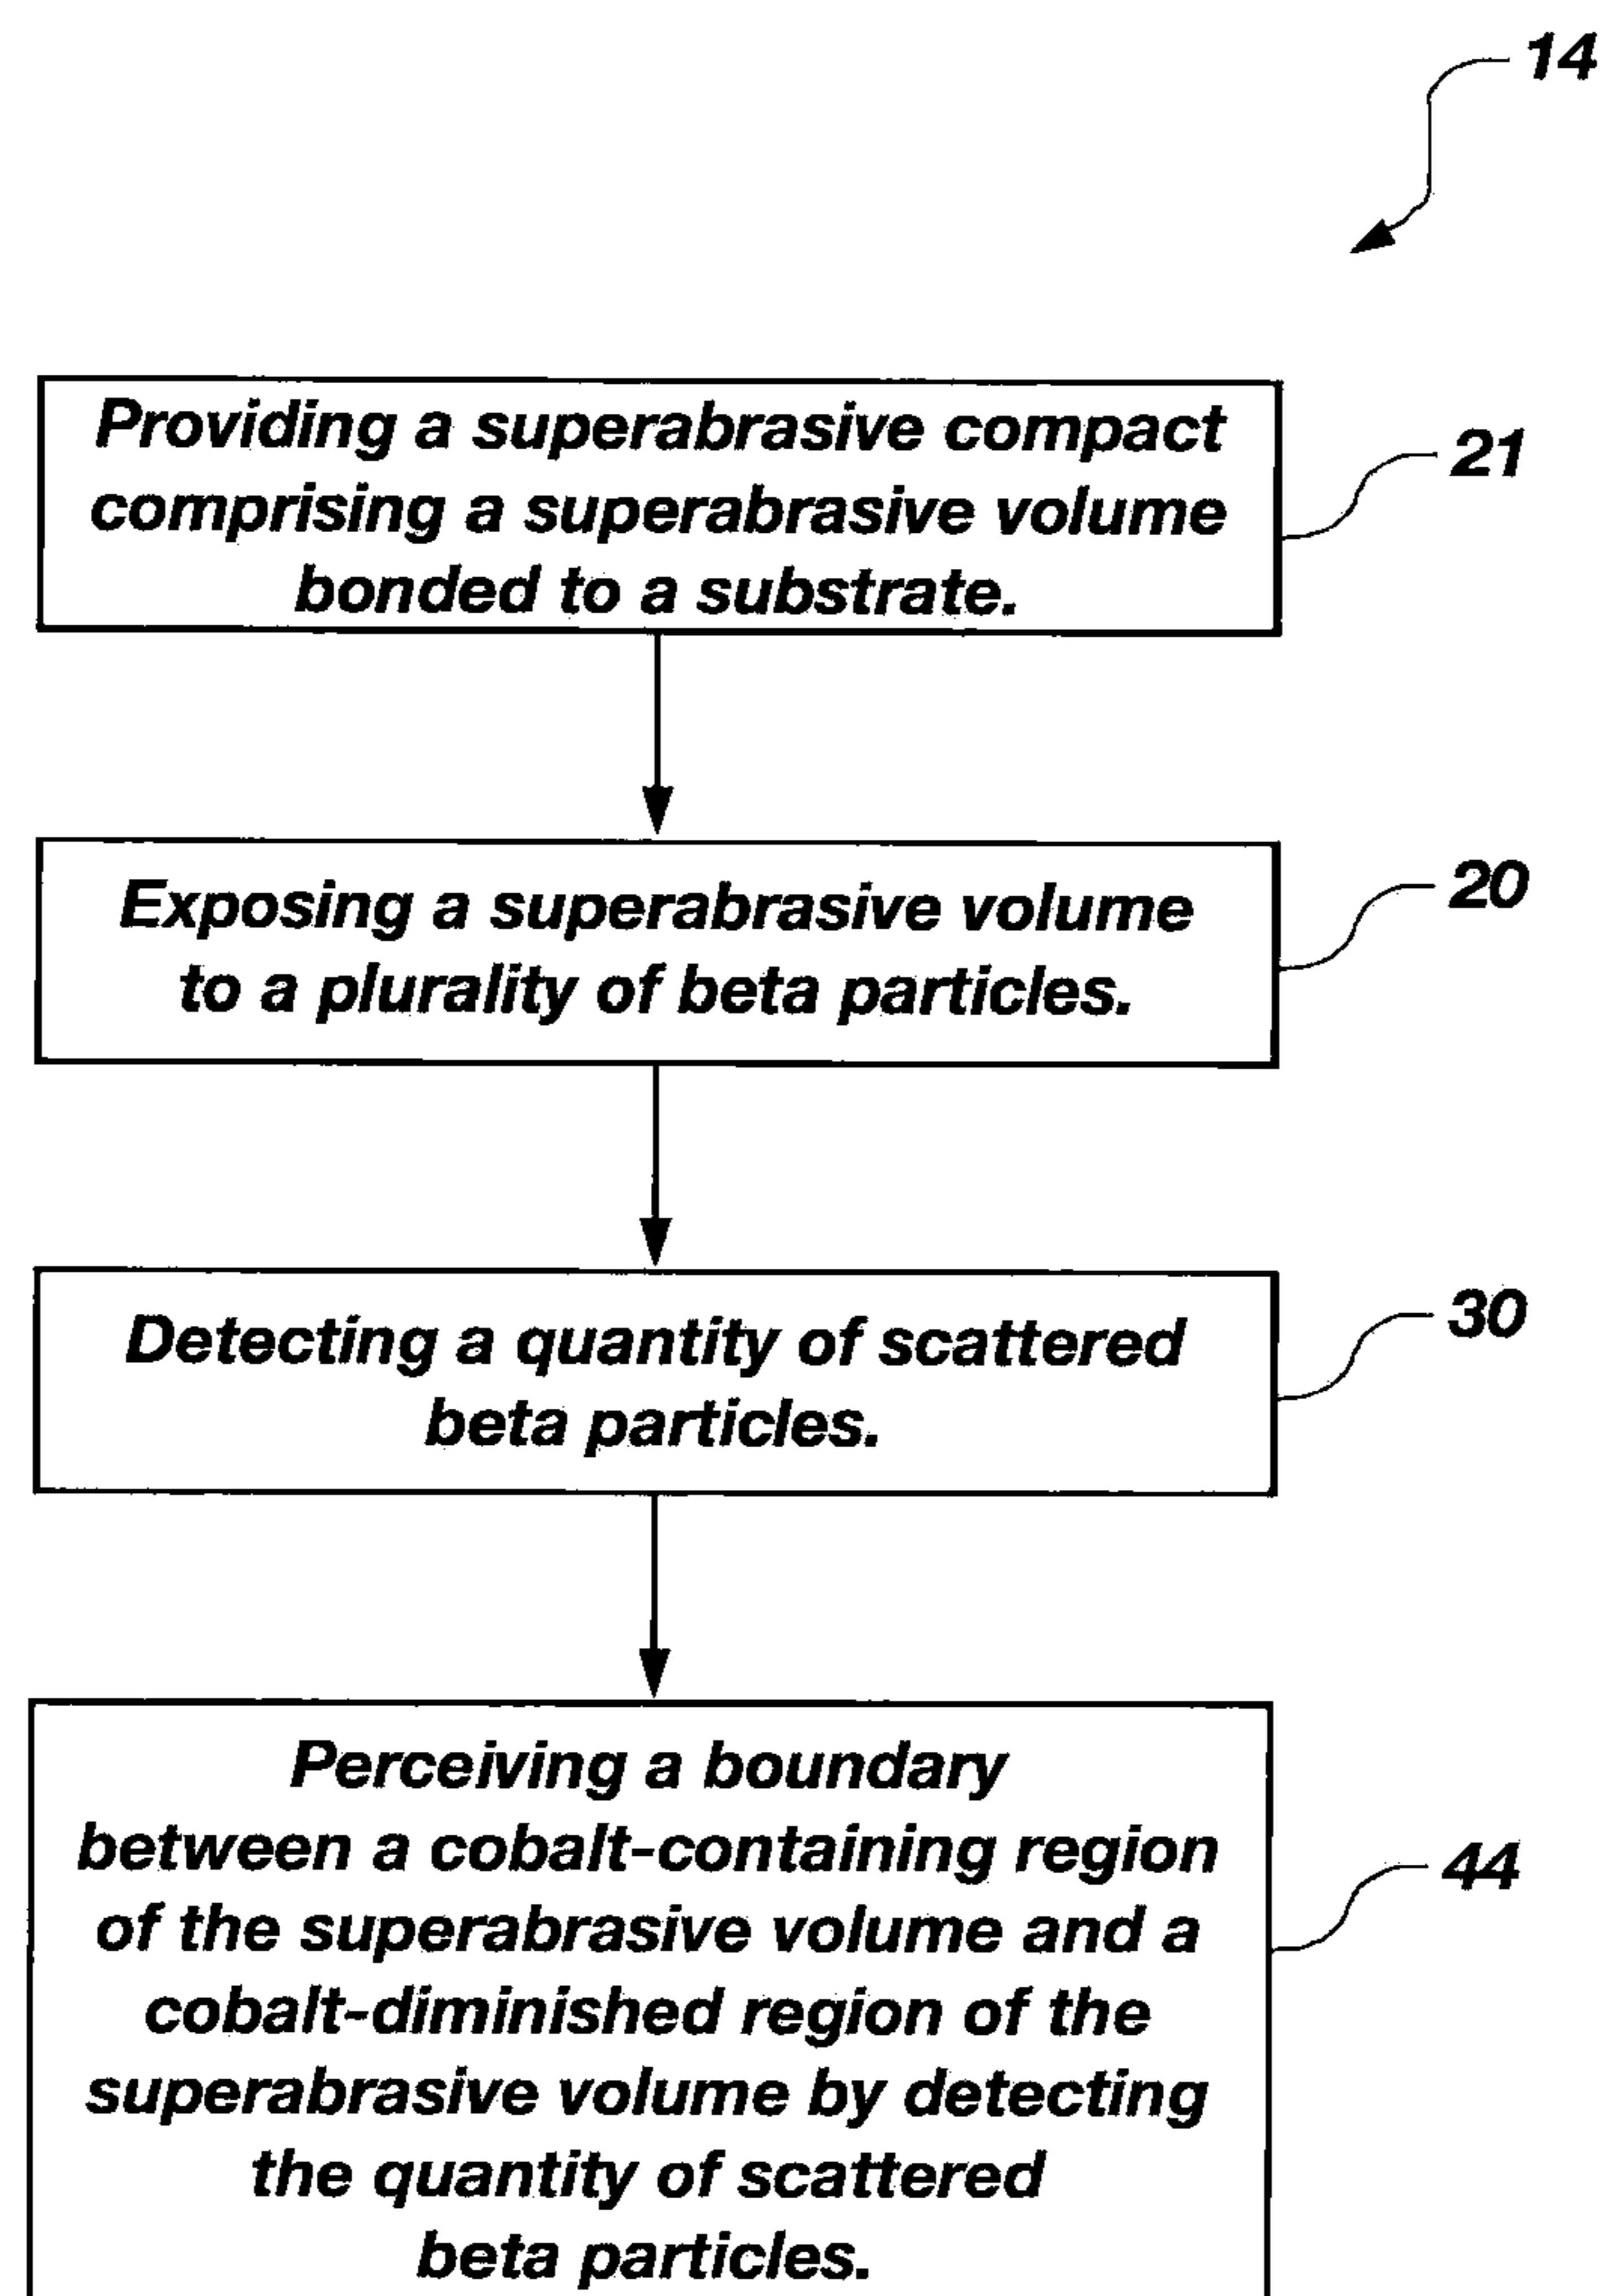 14
Providing a superabrasive compact
comprising a superabrasive volume
bonded to a substrate.
21
Exposing a superabrasive volume
to a plurality of beta particles.
20
Detecting a quantity of scattered
beta particles.
30
Perceiving a boundary
between a cobalt-containing region
of the superabrasive volume and a
cobalt-diminished region of the
superabrasive volume by detecting
the quantity of scattered
beta particles.
44